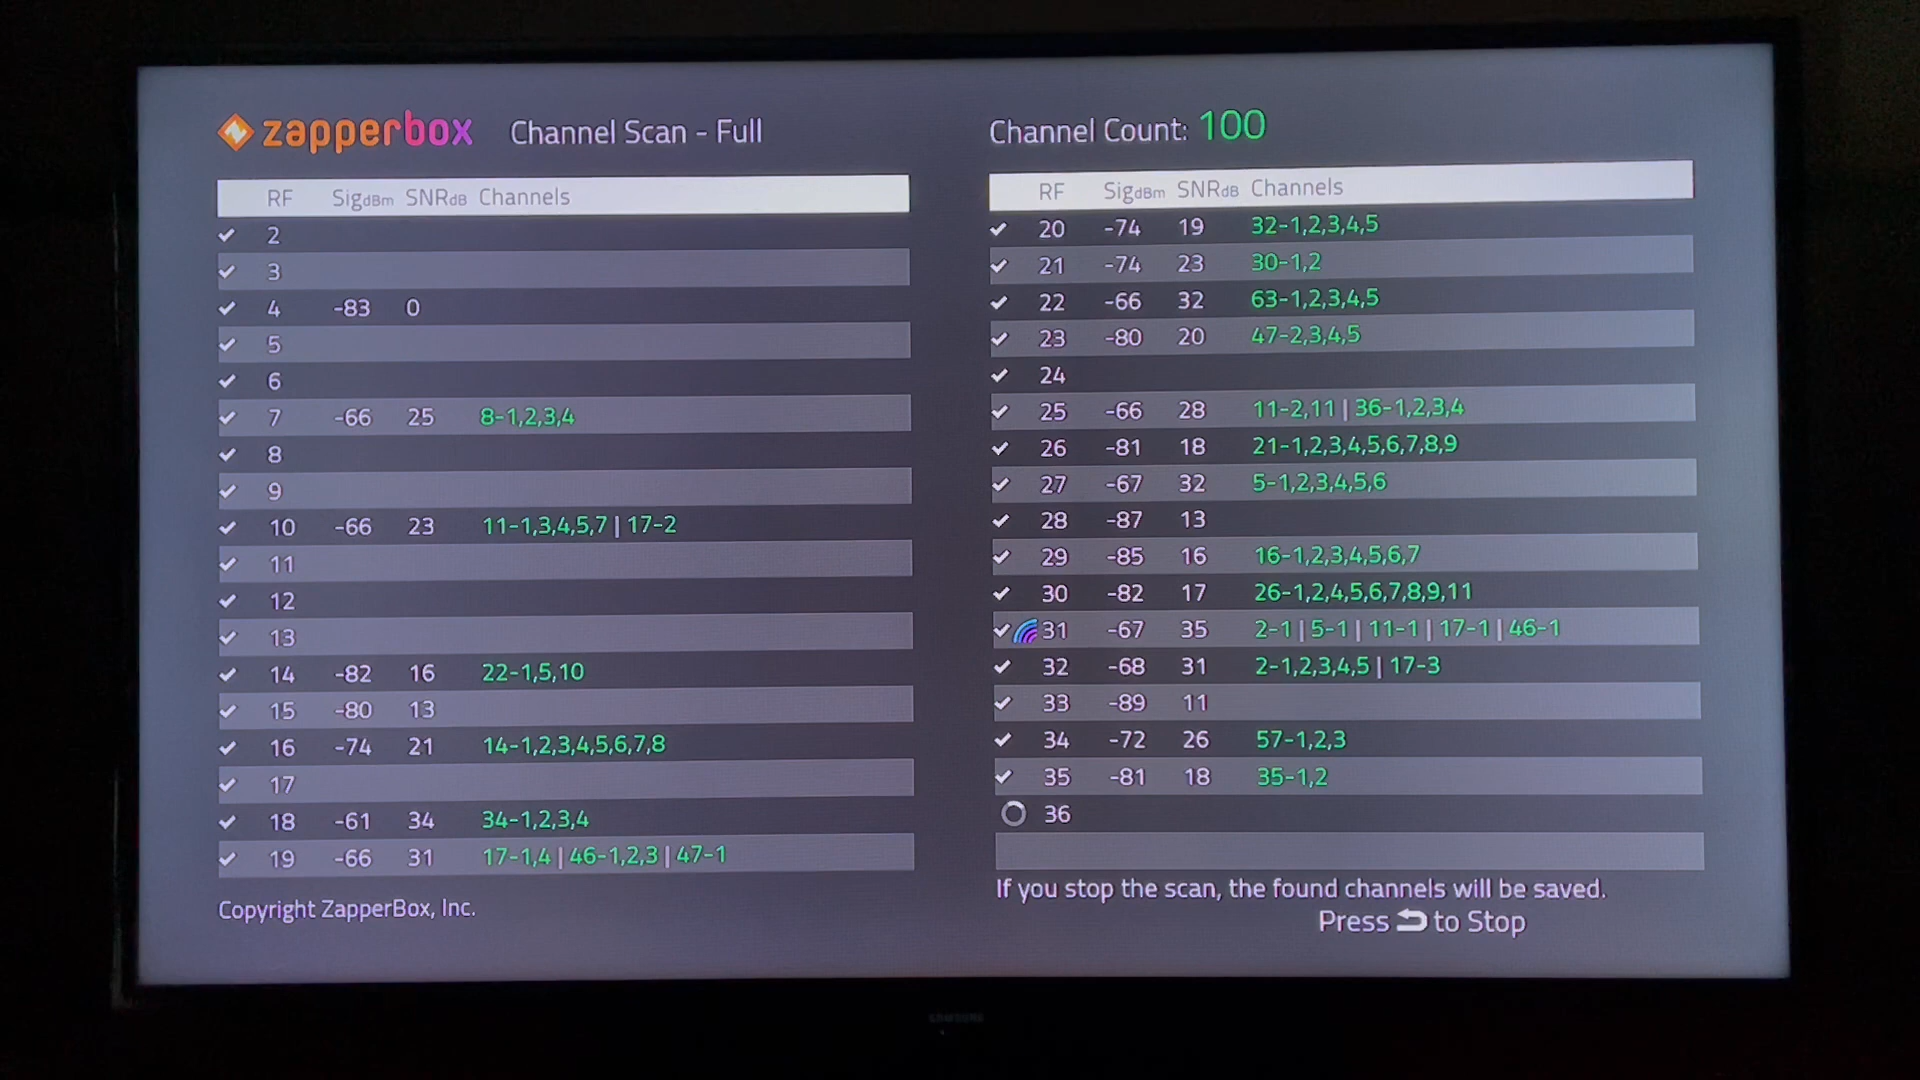 zapperbox Channel Scan - Full
RF SigdBm SNRdB Channels
2
3
4 -83 0
5
6
7 -66 25 8-1,2,3,4
8
9
10 -66 23 11-1,3,4,5,7 | 17-2
11
12
13
14 -82 16 22-1,5,10
15 -80 13
16 -74 21 14-1,2,3,4,5,6,7,8
17
18 -61 34 34-1,2,3,4
19 -66 31 17-1,4 | 46-1,2,3 | 47-1
Copyright ZapperBox, Inc.
Channel Count: 100
RF SigdBm SNRdB Channels
20 -74 19 32-1,2,3,4,5
21 -74 23 30-1,2
22 -66 32 63-1,2,3,4,5
23 -80 20 47-2,3,4,5
24
25 -66 28 11-2,11 | 36-1,2,3,4
26 -81 18 21-1,2,3,4,5,6,7,8,9
27 -67 32 5-1,2,3,4,5,6
28 -87 13
29 -85 16 16-1,2,3,4,5,6,7
30 -82 17 26-1,2,4,5,6,7,8,9,11
31 -67 35 2-1 | 5-1 | 11-1 | 17-1 | 46-1
32 -68 31 2-1,2,3,4,5 | 17-3
33 -89 11
34 -72 26 57-1,2,3
35 -81 18 35-1,2
36
If you stop the scan, the found channels will be saved.
Press to Stop
SAMSUNG